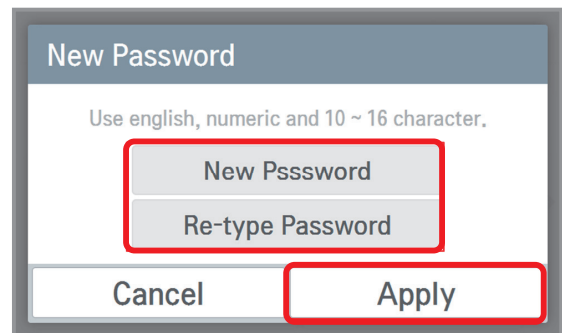 New Password
Use english, numeric and 10 ~ 16 character.
New Psssword
Re-type Password
Cancel Apply